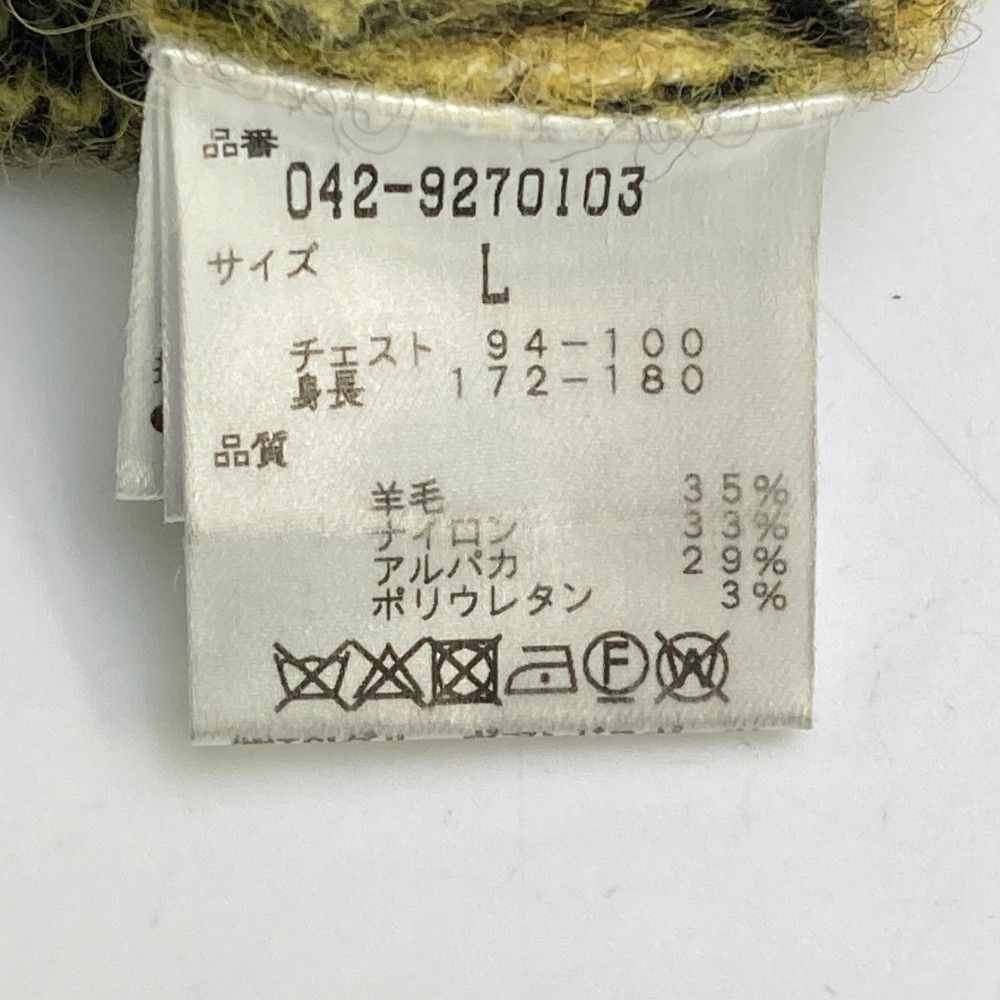 品番
042-9270103
サイズ L
チェスト 94-100
身長 172-180
品質
羊毛 35%
ナイロン 33%
アルパカ 29%
ポリウレタン 3%
F W